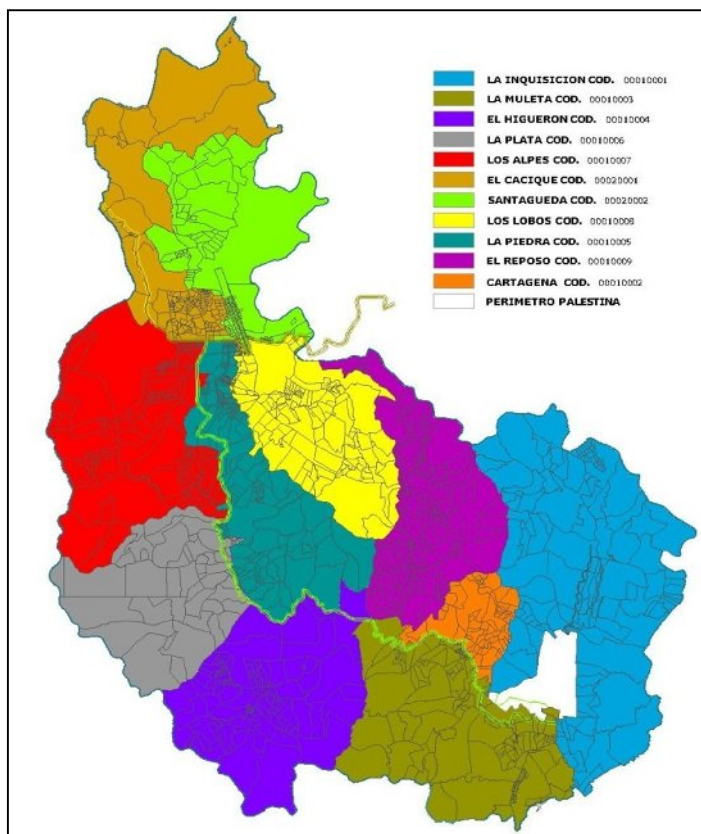 LA INQUISICION COD. 00010001
LA MULETA COD. 00010003
EL HIGUERON COD. 00010004
LA PLATA COD. 00010006
LOS ALPES COD. 00010007
EL CACIQUE COD. 00020001
SANTAGUEDA COD. 00020002
LOS LOBOS COD. 00010008
LA PIEDRA COD. 00010005
EL REPOSO COD. 00010009
CARTAGENA COD. 00010002
PERIMETRO PALESTINA